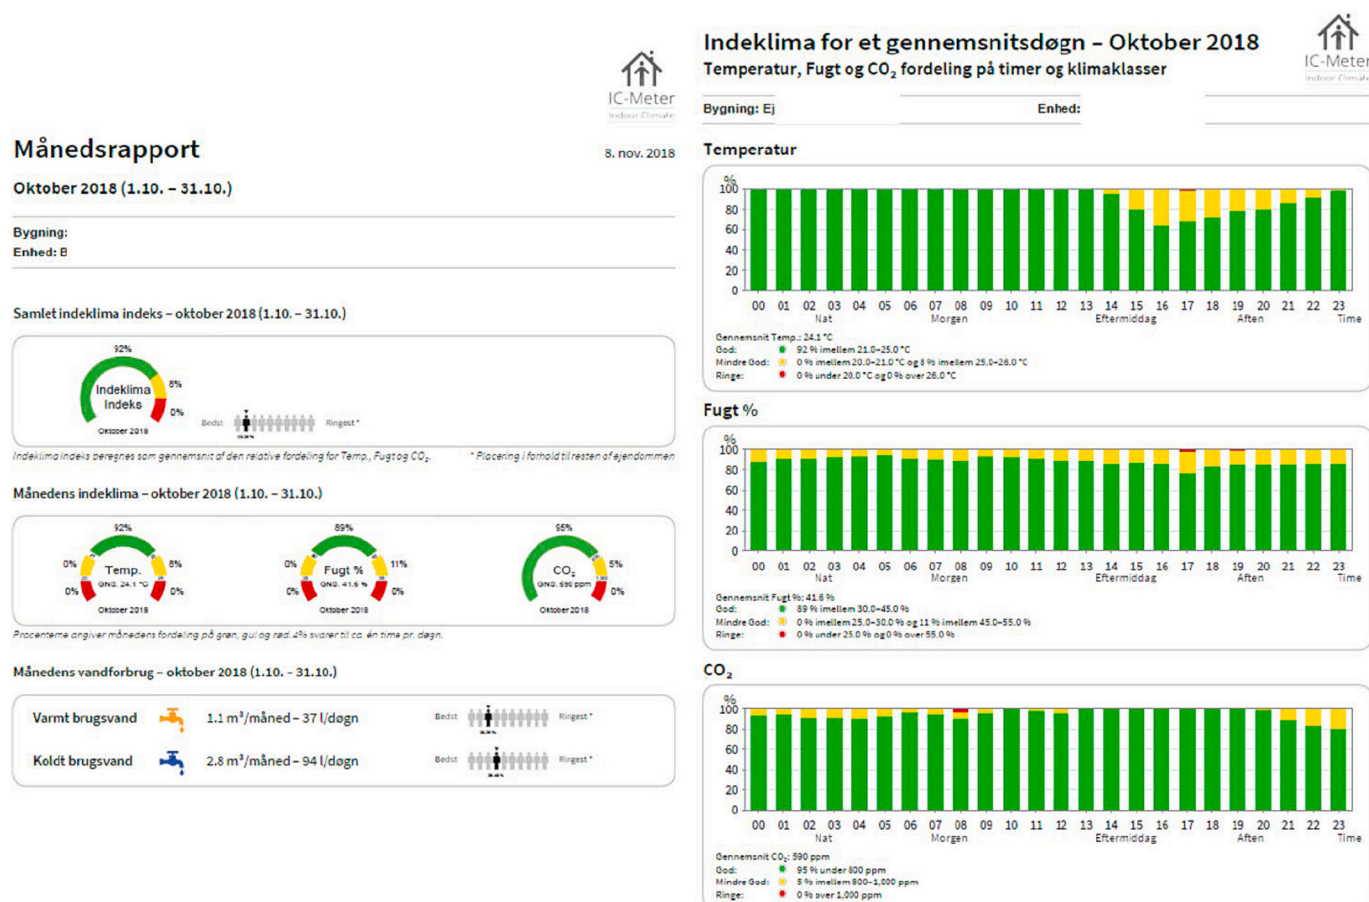 IC-Meter
Indoor Climate
Månedsrapport
8. nov. 2018
Oktober 2018 (1.10. – 31.10.)
Bygning:
Enhed: B
Samlet indeklima indeks – oktober 2018 (1.10. – 31.10.)
92%
8%
0%
Indeklima
Indeks
Oktober 2018
Bedst
Ringest *
Indeklima indeks beregnes som gennemsnit af den relative fordeling for Temp., Fugt og CO₂.
* Placering i forhold til resten af ejendommen
Månedens indeklima – oktober 2018 (1.10. – 31.10.)
92%
0%
8%
Temp.
GNS. 24.1 °C
0%
0%
Oktober 2018
89%
0%
11%
Fugt %
GNS. 41.6 %
0%
0%
Oktober 2018
95%
5%
CO₂
GNS. 590 ppm
0%
Oktober 2018
Procenterne angiver månedens fordeling på grøn, gul og rød. 4% svarer til ca. én time pr. døgn.
Månedens vandforbrug – oktober 2018 (1.10. – 31.10.)
Varmt brugsvand
1.1 m³/måned – 37 l/døgn
Bedst
Ringest *
Koldt brugsvand
2.8 m³/måned – 94 l/døgn
Bedst
Ringest *
Indeklima for et gennemsnitsdøgn – Oktober 2018
Temperatur, Fugt og CO₂ fordeling på timer og klimaklasser
IC-Meter
Indoor Climate
Bygning: Ej
Enhed:
Temperatur
%
100
80
60
40
20
0
00 01 02 03 04 05 06 07 08 09 10 11 12 13 14 15 16 17 18 19 20 21 22 23
Nat Morgen Eftermiddag Aften Time
Gennemsnit Temp.: 24.1 °C
God: 92 % imellem 21.0–25.0 °C
Mindre God: 0 % imellem 20.0–21.0 °C og 8 % imellem 25.0–26.0 °C
Ringe: 0 % under 20.0 °C og 0 % over 26.0 °C
Fugt %
%
100
80
60
40
20
0
00 01 02 03 04 05 06 07 08 09 10 11 12 13 14 15 16 17 18 19 20 21 22 23
Nat Morgen Eftermiddag Aften Time
Gennemsnit Fugt %: 41.6 %
God: 89 % imellem 30.0–45.0 %
Mindre God: 0 % imellem 25.0–30.0 % og 11 % imellem 45.0–55.0 %
Ringe: 0 % under 25.0 % og 0 % over 55.0 %
CO₂
%
100
80
60
40
20
0
00 01 02 03 04 05 06 07 08 09 10 11 12 13 14 15 16 17 18 19 20 21 22 23
Nat Morgen Eftermiddag Aften Time
Gennemsnit CO₂: 590 ppm
God: 95 % under 800 ppm
Mindre God: 5 % imellem 800–1,000 ppm
Ringe: 0 % over 1,000 ppm